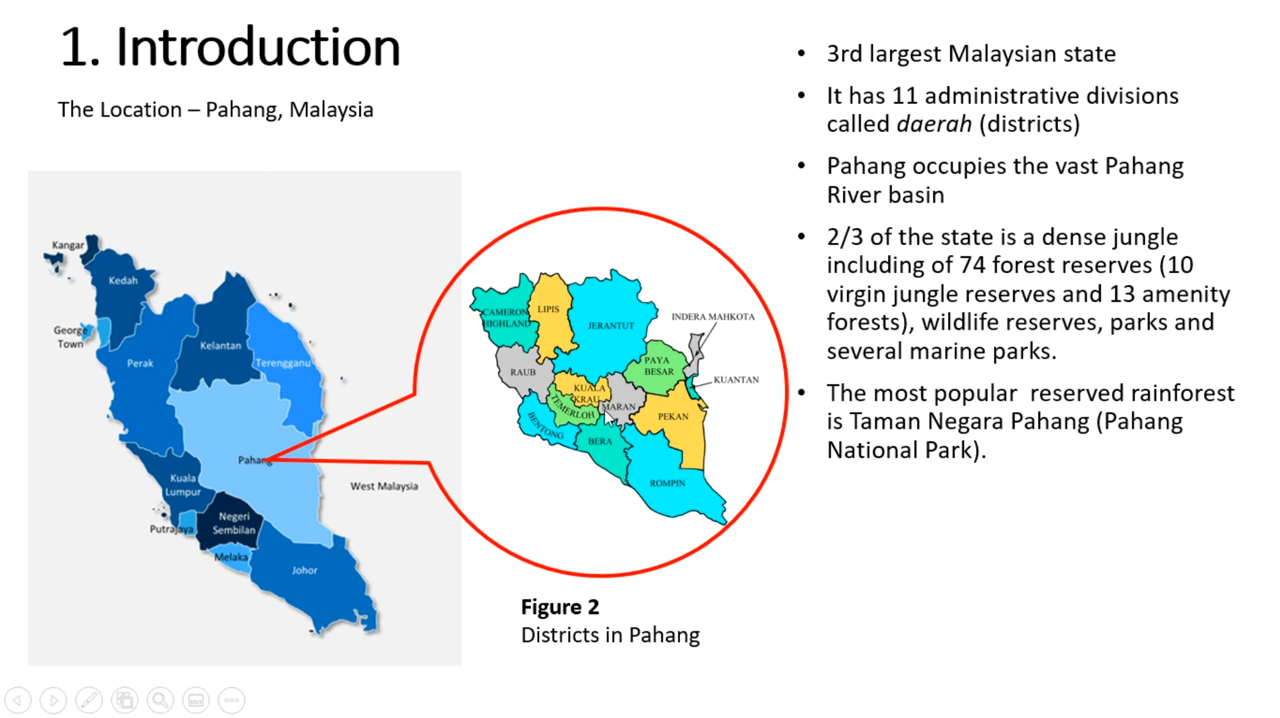 1. Introduction
The Location – Pahang, Malaysia
Kangar
Kedah
George
Town
Perak
Kelantan
Terengganu
Pahang
Kuala
Lumpur
West Malaysia
Putrajaya
Negeri
Sembilan
Melaka
Johor
CAMERON
HIGHLAND
LIPIS
JERANTUT
INDERA MAHKOTA
RAUB
PAYA
BESAR
KUANTAN
KUALA
KRAU
TEMERLOH
MARAN
PEKAN
BENTONG
BERA
ROMPIN
Figure 2
Districts in Pahang
• 3rd largest Malaysian state
• It has 11 administrative divisions
called daerah (districts)
• Pahang occupies the vast Pahang
River basin
• 2/3 of the state is a dense jungle
including of 74 forest reserves (10
virgin jungle reserves and 13 amenity
forests), wildlife reserves, parks and
several marine parks.
• The most popular  reserved rainforest
is Taman Negara Pahang (Pahang
National Park).